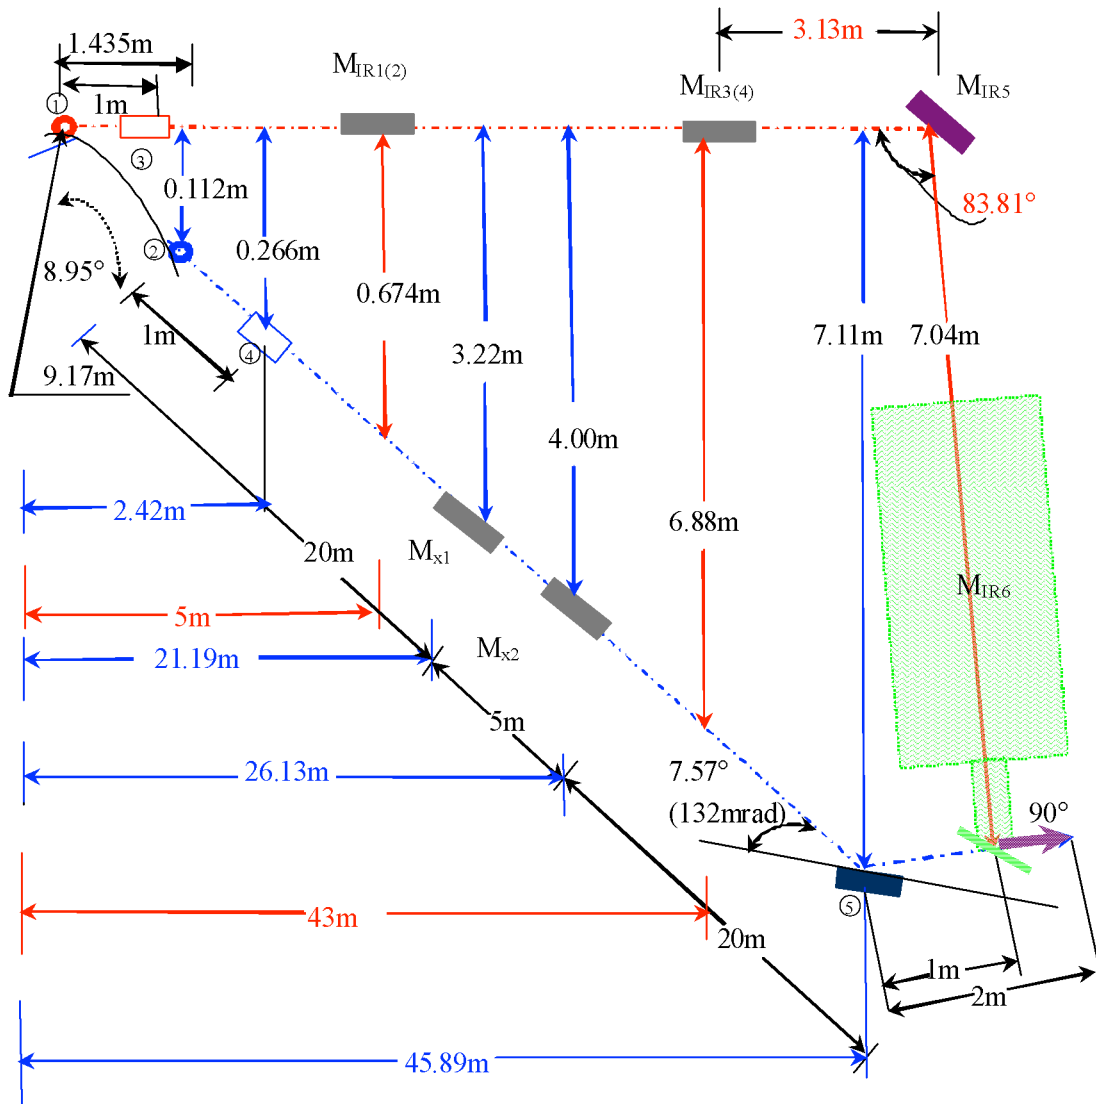 3.13m
1.435m
M_IR1(2)
M_IR3(4)
M_IR5
1m
①
③
0.112m
83.81°
②
0.266m
8.95°
0.674m
1m
④
3.22m
7.11m
7.04m
9.17m
4.00m
2.42m
6.88m
20m
M_x1
M_IR6
5m
21.19m
M_x2
5m
26.13m
7.57°
(132mrad)
90°
⑤
43m
20m
1m
2m
45.89m